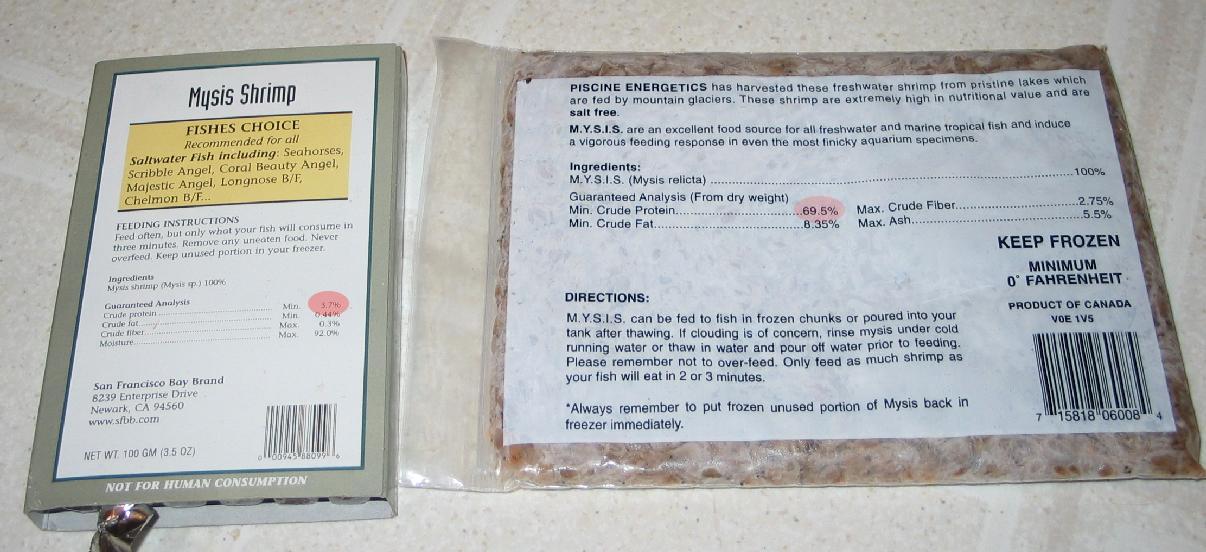 Mysis Shrimp
FISHES CHOICE
Recommended for all
Saltwater Fish including: Seahorses,
Scribble Angel, Coral Beauty Angel,
Majestic Angel, Longnose B/F,
Chelmon B/F...
FEEDING INSTRUCTIONS
Feed often, but only what your fish will consume in
three minutes. Remove any uneaten food. Never
overfeed. Keep unused portion in your freezer.
Ingredients
Mysis shrimp (Mysis sp.) 100%
Guaranteed Analysis
Crude protein Min. 5.7%
Crude fat Min. 0.44%
Crude fiber Max. 0.3%
Moisture Max. 92.0%
San Francisco Bay Brand
8239 Enterprise Drive
Newark, CA 94560
www.sfbb.com
NET WT. 100 GM (3.5 OZ)
0 00945 88099 6
NOT FOR HUMAN CONSUMPTION
PISCINE ENERGETICS has harvested these freshwater shrimp from pristine lakes which
are fed by mountain glaciers. These shrimp are extremely high in nutritional value and are
salt free.
M.Y.S.I.S. are an excellent food source for all freshwater and marine tropical fish and induce
a vigorous feeding response in even the most finicky aquarium specimens.
Ingredients:
M.Y.S.I.S. (Mysis relicta) 100%
Guaranteed Analysis (From dry weight)
Min. Crude Protein 69.5% Max. Crude Fiber 2.75%
Min. Crude Fat 8.35% Max. Ash 5.5%
KEEP FROZEN
MINIMUM
0° FAHRENHEIT
PRODUCT OF CANADA
V0E 1V5
DIRECTIONS:
M.Y.S.I.S. can be fed to fish in frozen chunks or poured into your
tank after thawing. If clouding is of concern, rinse mysis under cold
running water or thaw in water and pour off water prior to feeding.
Please remember not to over-feed. Only feed as much shrimp as
your fish will eat in 2 or 3 minutes.
*Always remember to put frozen unused portion of Mysis back in
freezer immediately.
7 15818 06008 4